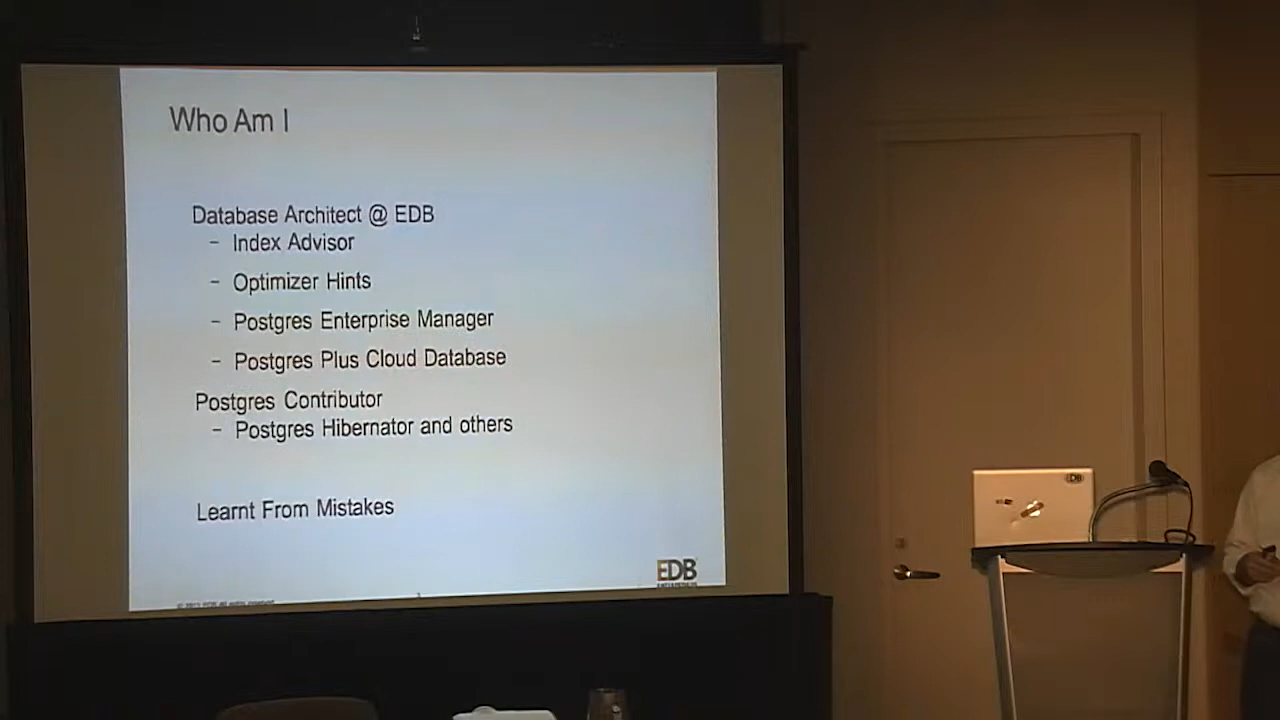 Who Am I
Database Architect @ EDB
– Index Advisor
– Optimizer Hints
– Postgres Enterprise Manager
– Postgres Plus Cloud Database
Postgres Contributor
– Postgres Hibernator and others
Learnt From Mistakes
EDB
EDB